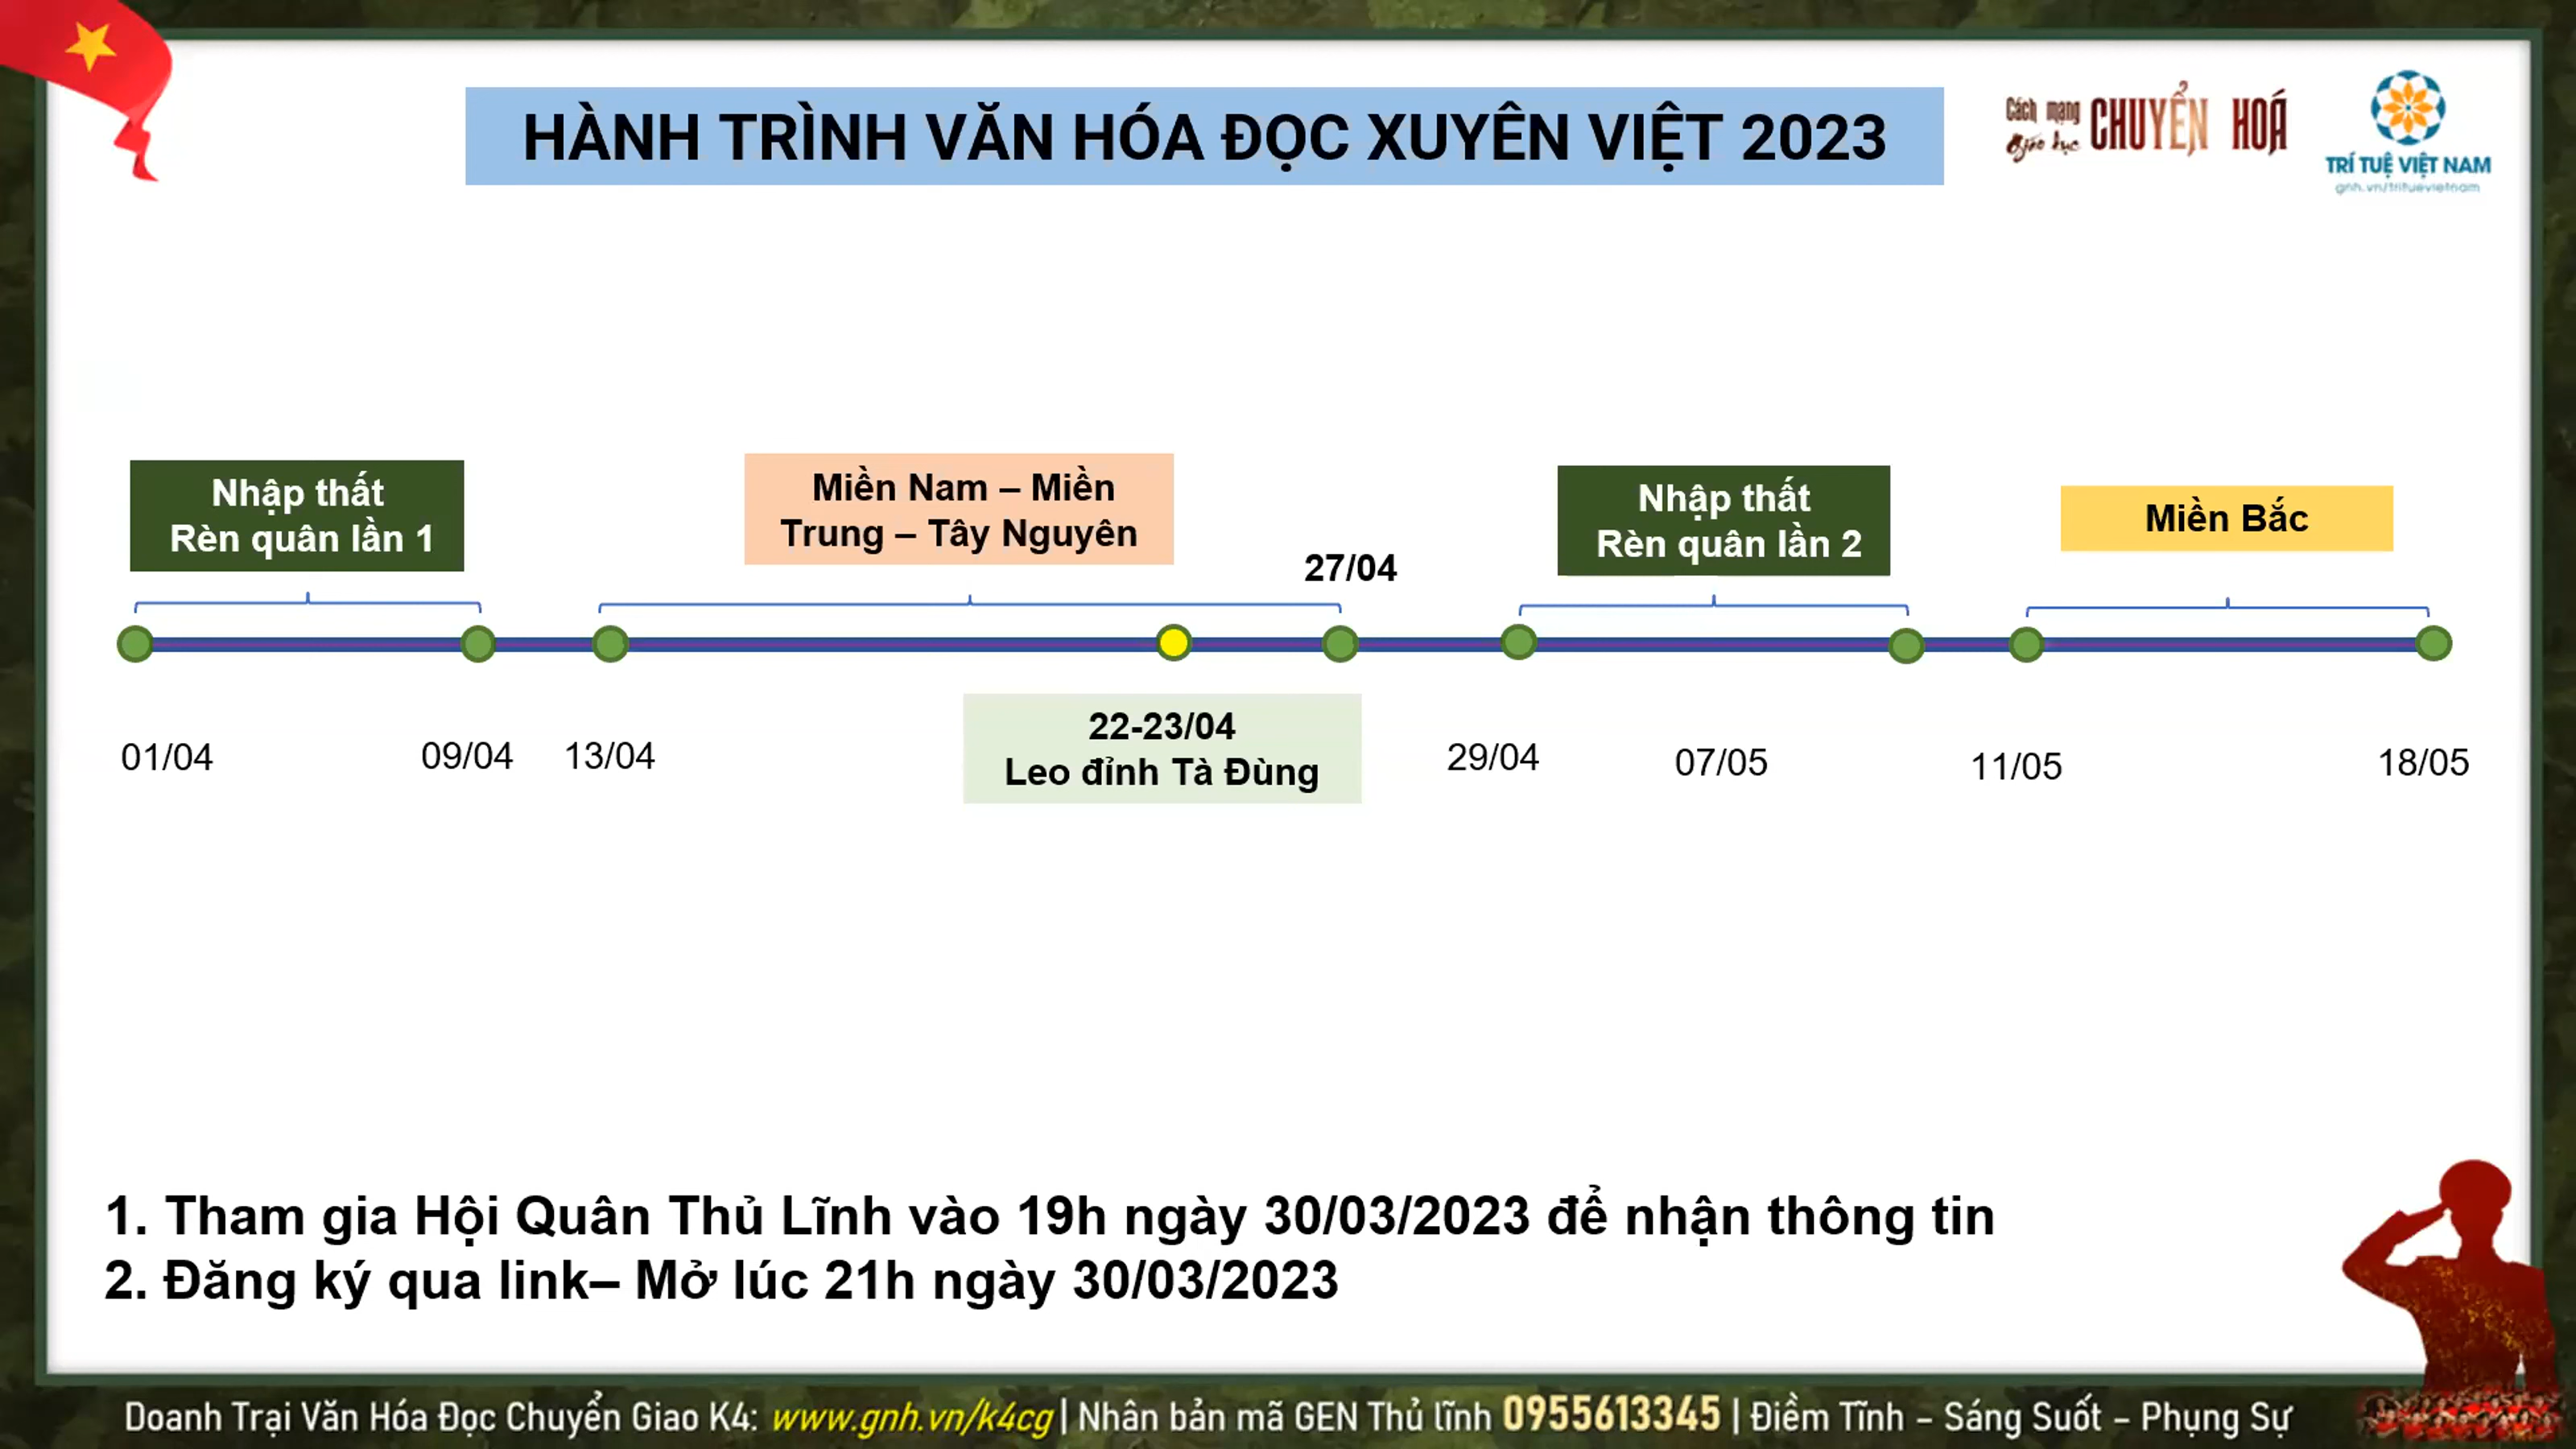 HÀNH TRÌNH VĂN HÓA ĐỌC XUYÊN VIỆT 2023
Cách mạng
Giáo dục
CHUYỂN HOÁ
TRÍ TUỆ VIỆT NAM
gnh.vn/trituevietnam
Nhập thất
Rèn quân lần 1
Miền Nam – Miền
Trung – Tây Nguyên
27/04
Nhập thất
Rèn quân lần 2
Miền Bắc
01/04
09/04
13/04
22-23/04
Leo đỉnh Tà Đùng
29/04
07/05
11/05
18/05
1. Tham gia Hội Quân Thủ Lĩnh vào 19h ngày 30/03/2023 để nhận thông tin
2. Đăng ký qua link– Mở lúc 21h ngày 30/03/2023
Doanh Trại Văn Hóa Đọc Chuyển Giao K4: www.gnh.vn/k4cg | Nhân bản mã GEN Thủ lĩnh 0955613345 | Điềm Tĩnh – Sáng Suốt – Phụng Sự